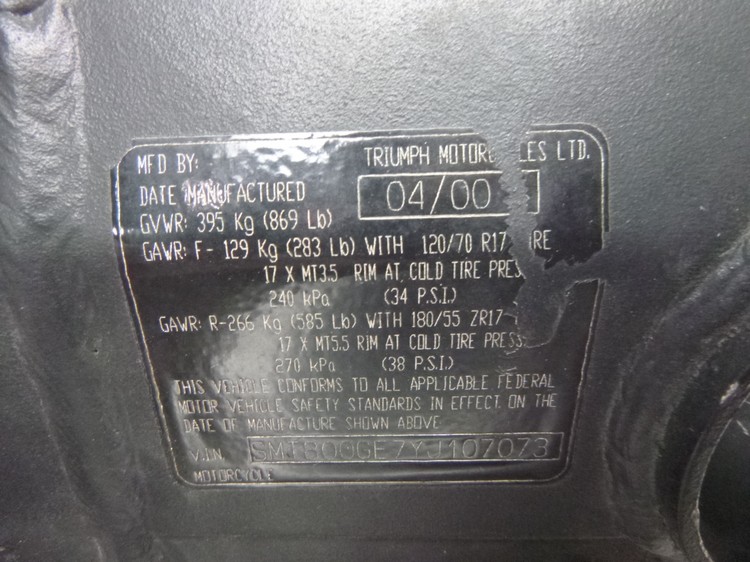 MFD BY: TRIUMPH MOTORC LES LTD.
DATE MANUFACTURED 04/00
GVWR: 395 Kg (869 Lb)
GAWR: F- 129 Kg (283 Lb) WITH 120/70 R17 IRE
17 X MT3.5 RIM AT COLD TIRE PRES
240 kPa (34 P.S.I.)
GAWR: R-266 Kg (585 Lb) WITH 180/55 ZR17
17 X MT5.5 RIM AT COLD TIRE PRESS
270 kPa (38 P.S.I.)
THIS VEHICLE CONFORMS TO ALL APPLICABLE FEDERAL
MOTOR VEHICLE SAFETY STANDARDS IN EFFECT ON THE
DATE OF MANUFACTURE SHOWN ABOVE
V.I.N.
MOTORCYCLE